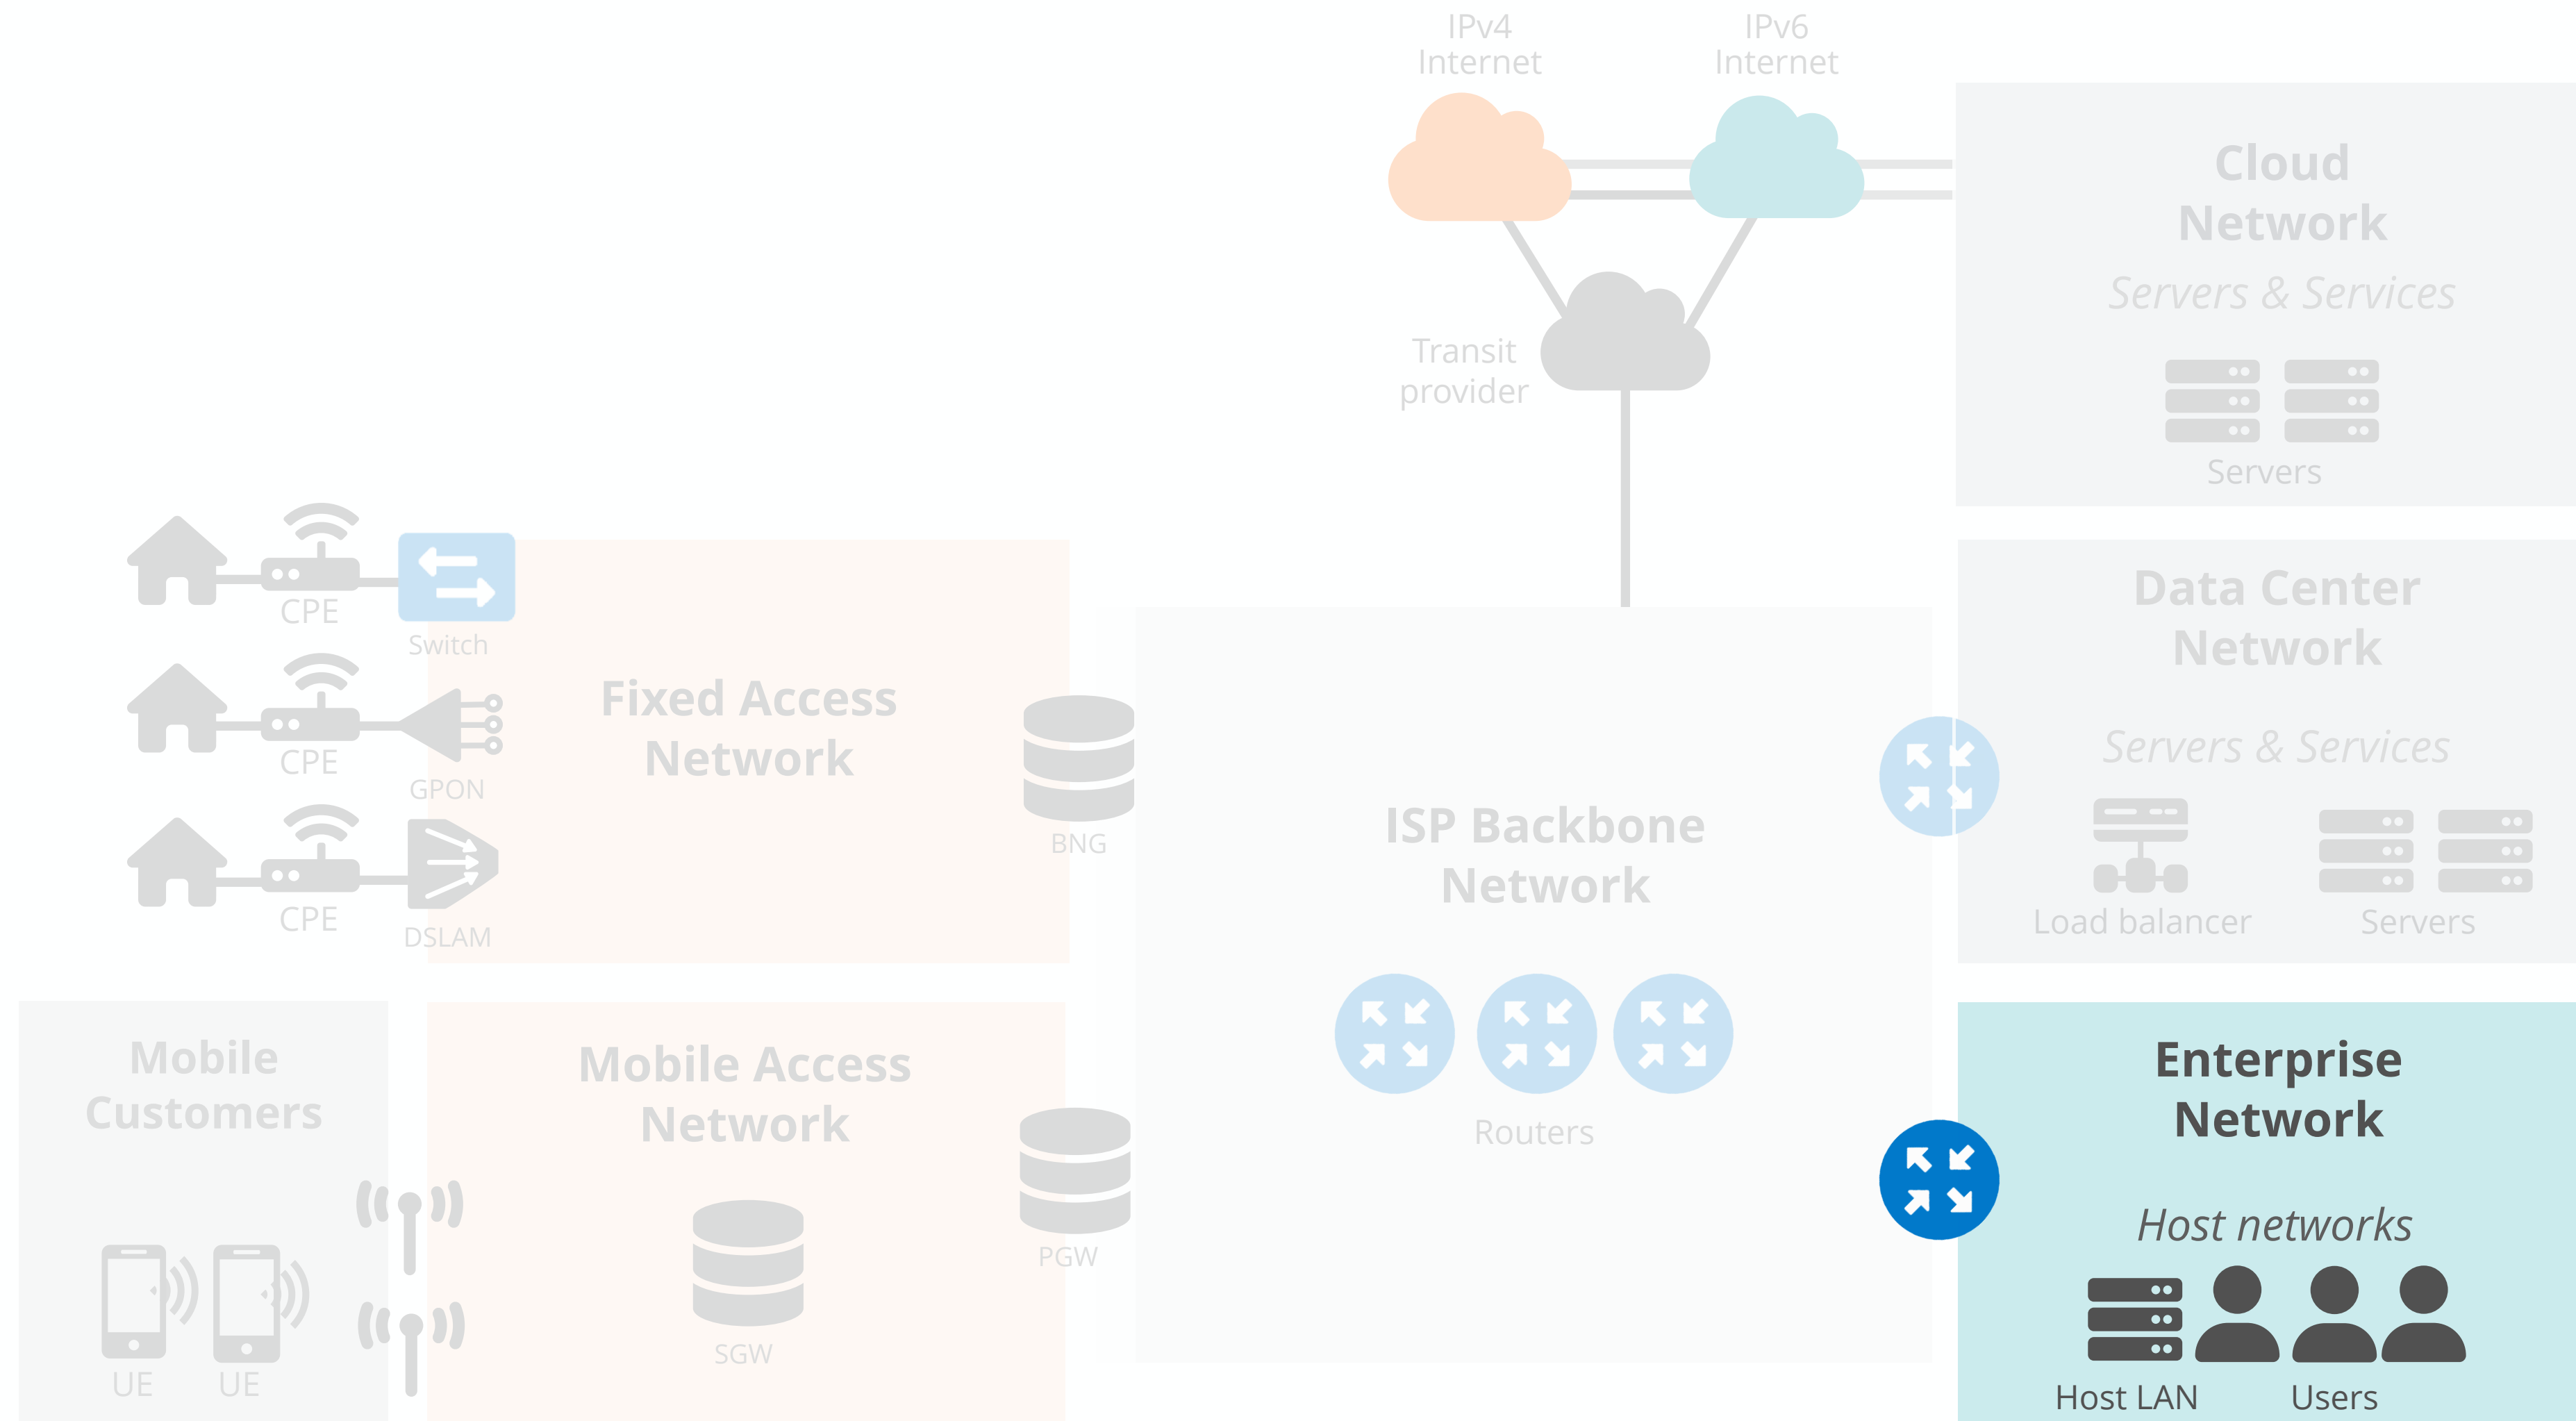 IPv4
Internet
IPv6
Internet
Transit
provider
Cloud
Network
Servers & Services
Servers
CPE
Switch
CPE
GPON
CPE
DSLAM
Fixed Access
Network
BNG
ISP Backbone
Network
Routers
Data Center
Network
Servers & Services
Load balancer
Servers
Mobile
Customers
UE
UE
Mobile Access
Network
SGW
PGW
Enterprise
Network
Host networks
Host LAN
Users